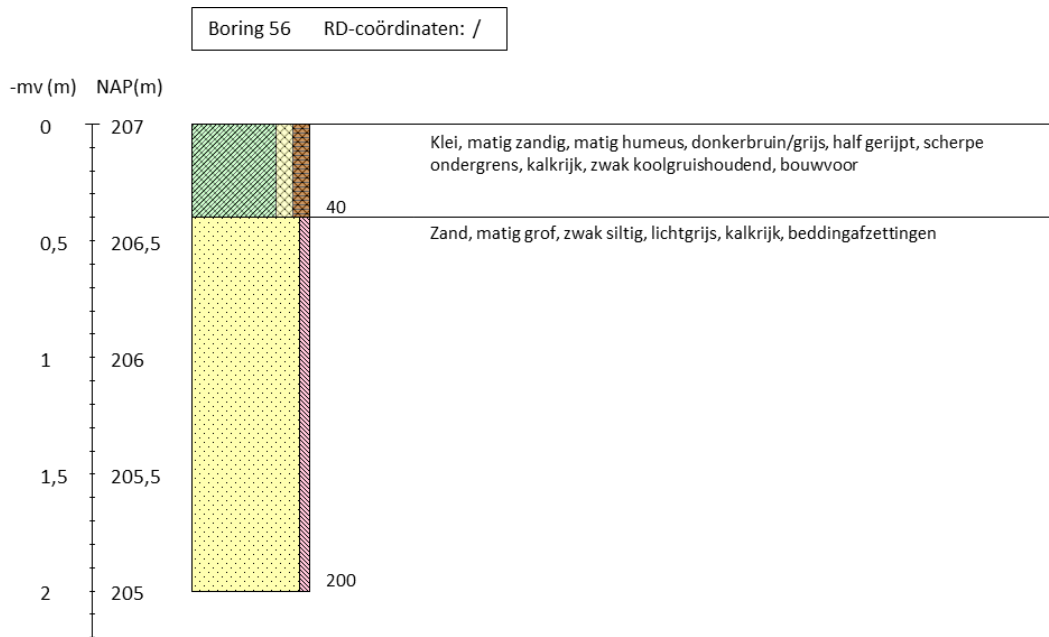 Boring 56 RD-coördinaten: /
-mv (m) NAP(m)
0 207
Klei, matig zandig, matig humeus, donkerbruin/grijs, half gerijpt, scherpe
ondergrens, kalkrijk, zwak koolgruishoudend, bouwvoor
40
0,5 206,5
Zand, matig grof, zwak siltig, lichtgrijs, kalkrijk, beddingafzettingen
1 206
1,5 205,5
200
2 205